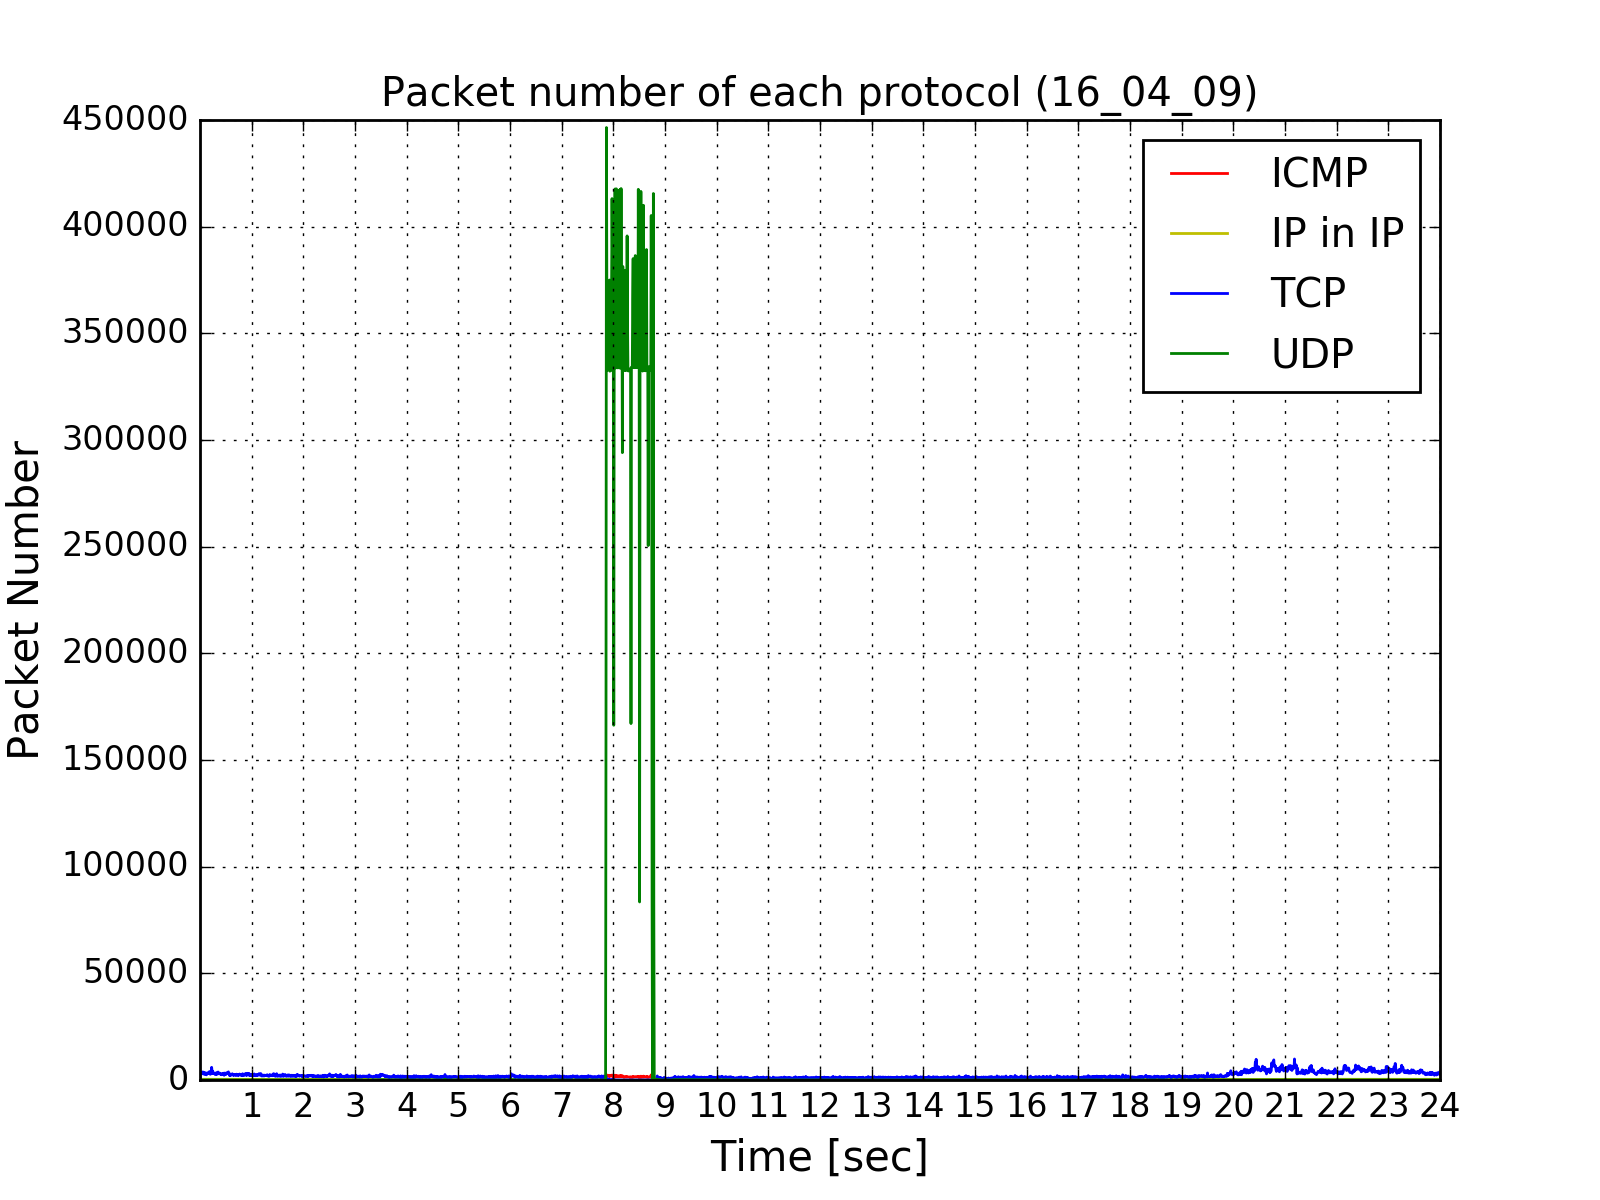 Packet number of each protocol (16_04_09)
450000
400000
350000
300000
250000
200000
150000
100000
50000
0
Packet Number
ICMP
IP in IP
TCP
UDP
1 2 3 4 5 6 7 8 9 10 11 12 13 14 15 16 17 18 19 20 21 22 23 24
Time [sec]